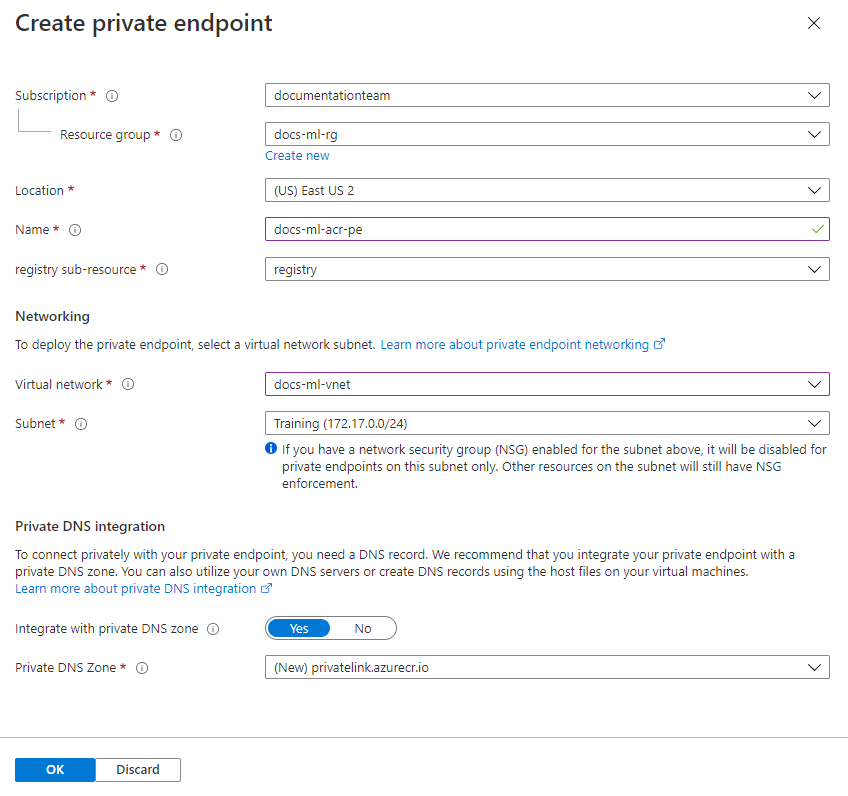 Create private endpoint
Subscription *
documentationteam
Resource group *
docs-ml-rg
Create new
Location *
(US) East US 2
Name *
docs-ml-acr-pe
registry sub-resource *
registry
Networking
To deploy the private endpoint, select a virtual network subnet. Learn more about private endpoint networking
Virtual network *
docs-ml-vnet
Subnet *
Training (172.17.0.0/24)
If you have a network security group (NSG) enabled for the subnet above, it will be disabled for
private endpoints on this subnet only. Other resources on the subnet will still have NSG
enforcement.
Private DNS integration
To connect privately with your private endpoint, you need a DNS record. We recommend that you integrate your private endpoint with a
private DNS zone. You can also utilize your own DNS servers or create DNS records using the host files on your virtual machines.
Learn more about private DNS integration
Integrate with private DNS zone
Yes
No
Private DNS Zone *
(New) privatelink.azurecr.io
OK
Discard